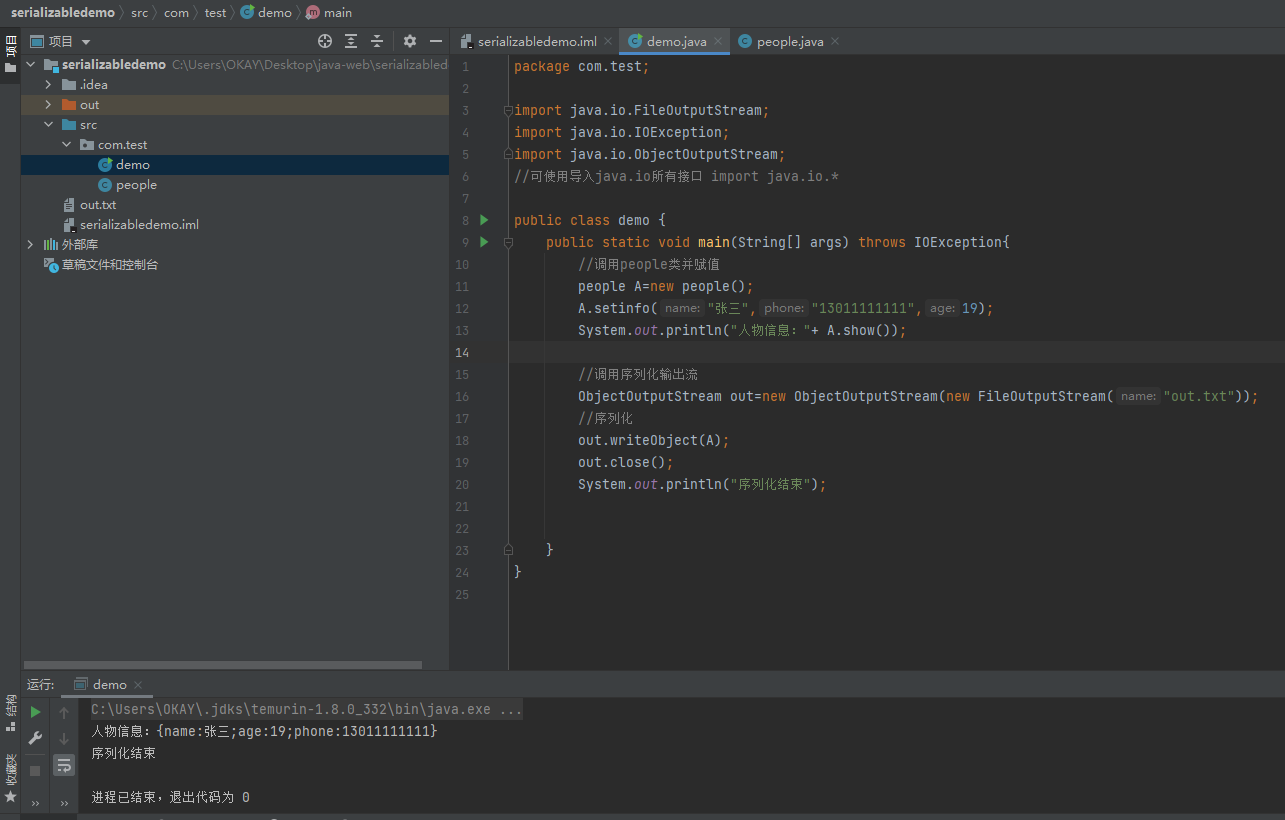 serializabledemo 〉 src 〉 com 〉 test 〉 demo 〉 main
项目
项目
serializabledemo C:\Users\OKAY\Desktop\java-web\serializabled
.idea
out
src
com.test
demo
people
out.txt
serializabledemo.iml
外部库
草稿文件和控制台
serializabledemo.iml demo.java people.java
1 package com.test;
2
3 import java.io.FileOutputStream;
4 import java.io.IOException;
5 import java.io.ObjectOutputStream;
6 //可使用导入java.io所有接口 import java.io.*
7
8 public class demo {
9 public static void main(String[] args) throws IOException{
10 //调用people类并赋值
11 people A=new people();
12 A.setinfo( name: "张三", phone: "13011111111", age: 19);
13 System.out.println("人物信息："+ A.show());
14
15 //调用序列化输出流
16 ObjectOutputStream out=new ObjectOutputStream(new FileOutputStream( name: "out.txt"));
17 //序列化
18 out.writeObject(A);
19 out.close();
20 System.out.println("序列化结束");
21
22
23 }
24 }
25
结构
收藏夹
运行: demo
C:\Users\OKAY\.jdks\temurin-1.8.0_332\bin\java.exe ...
人物信息：{name:张三;age:19;phone:13011111111}
序列化结束
进程已结束，退出代码为 0